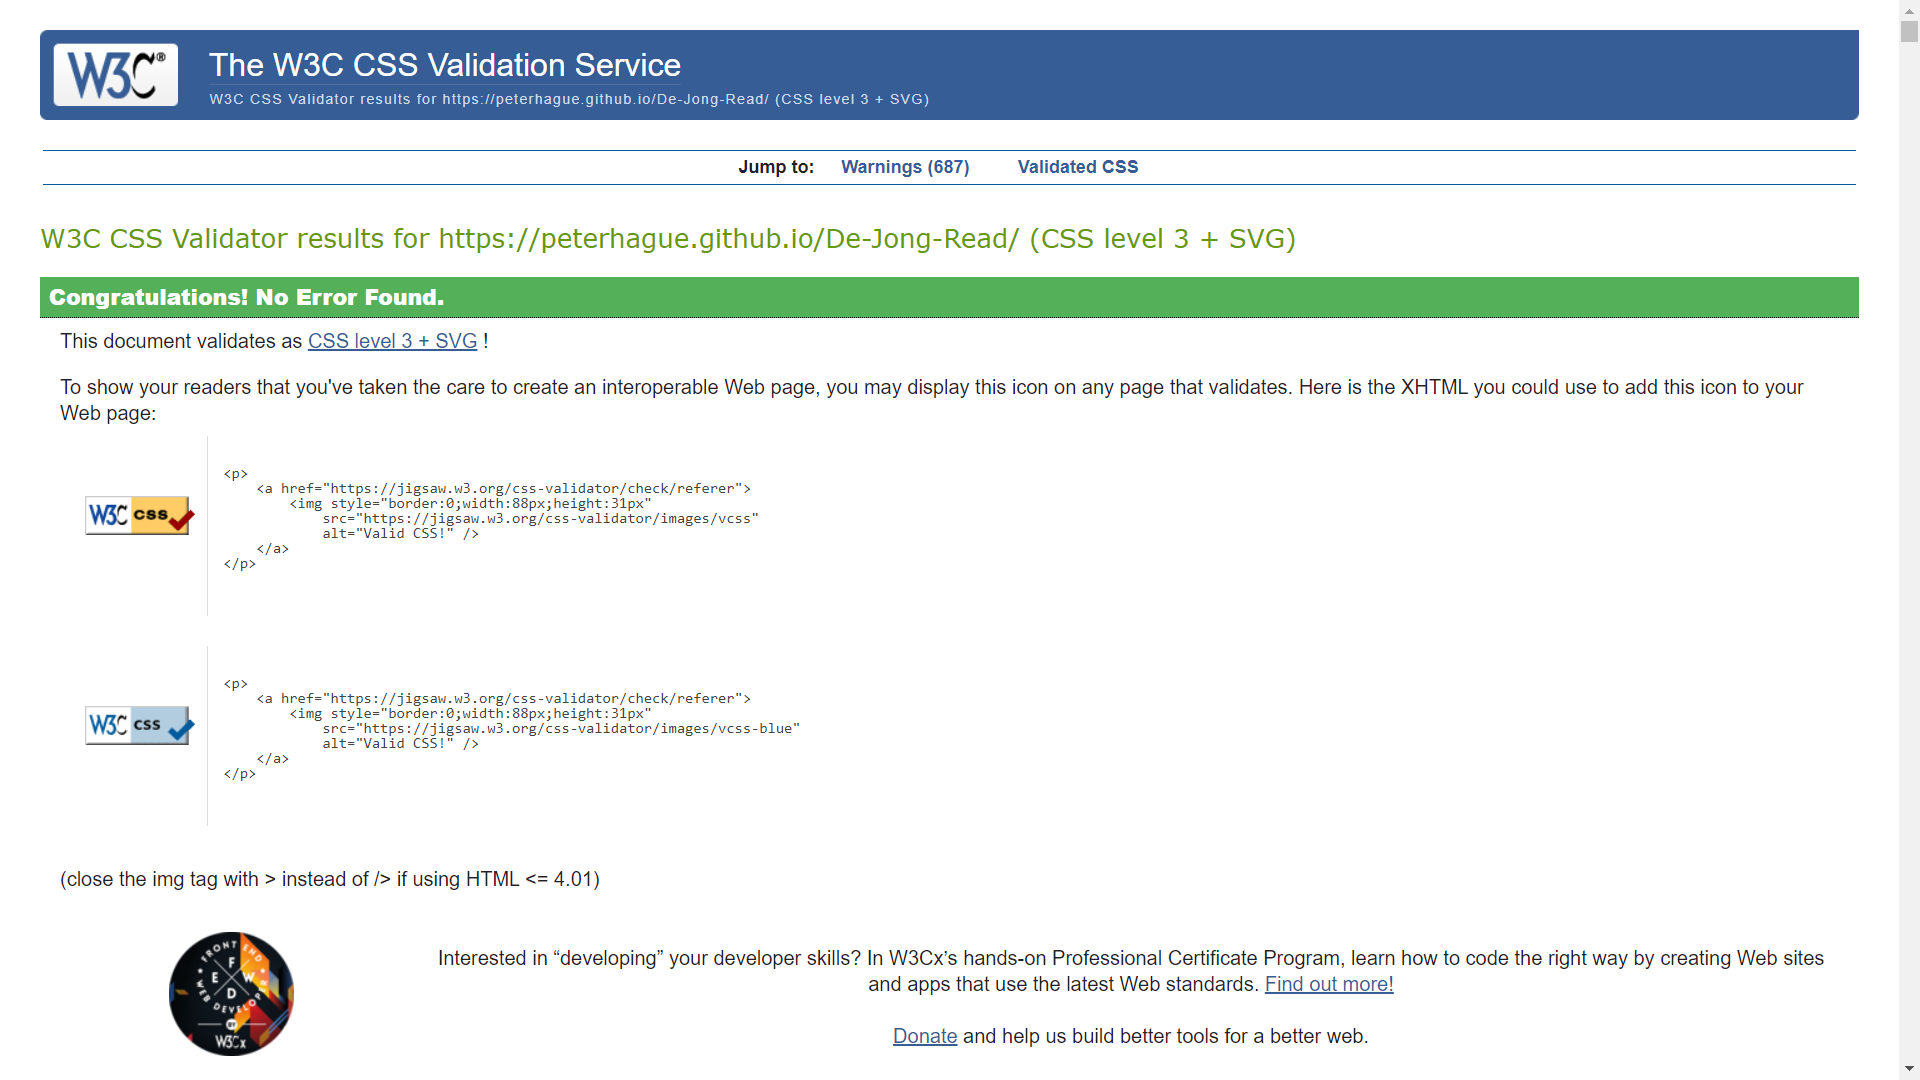 W3C®
The W3C CSS Validation Service
W3C CSS Validator results for https://peterhague.github.io/De-Jong-Read/ (CSS level 3 + SVG)
Jump to: Warnings (687) Validated CSS
W3C CSS Validator results for https://peterhague.github.io/De-Jong-Read/ (CSS level 3 + SVG)
Congratulations! No Error Found.
This document validates as CSS level 3 + SVG !
To show your readers that you've taken the care to create an interoperable Web page, you may display this icon on any page that validates. Here is the XHTML you could use to add this icon to your
Web page:
W3C css
<p>
    <a href="https://jigsaw.w3.org/css-validator/check/referer">
        <img style="border:0;width:88px;height:31px"
            src="https://jigsaw.w3.org/css-validator/images/vcss"
            alt="Valid CSS!" />
    </a>
</p>
W3C css
<p>
    <a href="https://jigsaw.w3.org/css-validator/check/referer">
        <img style="border:0;width:88px;height:31px"
            src="https://jigsaw.w3.org/css-validator/images/vcss-blue"
            alt="Valid CSS!" />
    </a>
</p>
(close the img tag with > instead of /> if using HTML <= 4.01)
FRONT END
F
E W
D
WEB DEVELOPER
BY
W3Cx
Interested in “developing” your developer skills? In W3Cx’s hands-on Professional Certificate Program, learn how to code the right way by creating Web sites
and apps that use the latest Web standards. Find out more!
Donate and help us build better tools for a better web.